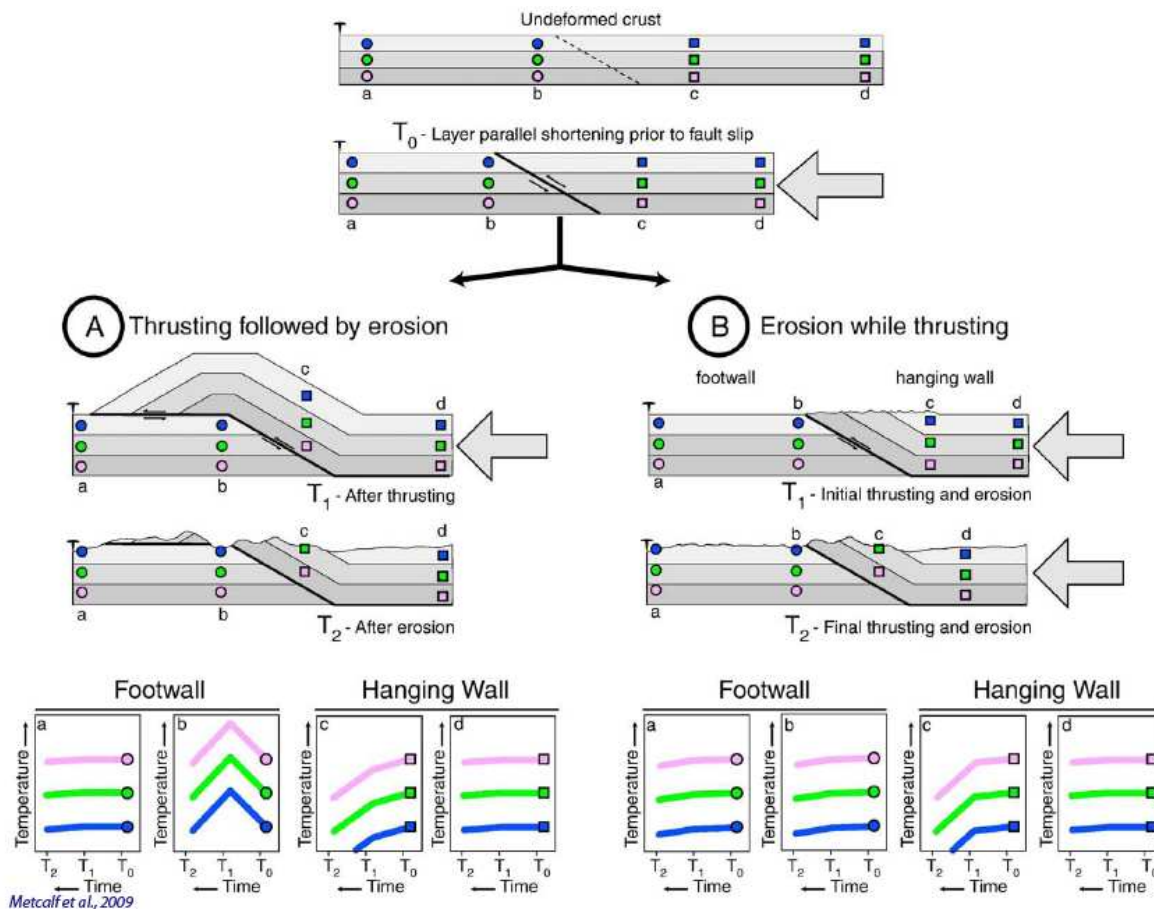 Undeformed crust
a b c d
T0 - Layer parallel shortening prior to fault slip
a b c d
A Thrusting followed by erosion
c
d
a b
T1 - After thrusting
c
d
a b
T2 - After erosion
B Erosion while thrusting
footwall hanging wall
b c d
a
T1 - Initial thrusting and erosion
b c d
a
T2 - Final thrusting and erosion
Footwall Hanging Wall
a b c d
Temperature Temperature Temperature Temperature
T2 T1 T0 T2 T1 T0 T2 T1 T0 T2 T1 T0
Time Time Time Time
Footwall Hanging Wall
a b c d
Temperature Temperature Temperature Temperature
T2 T1 T0 T2 T1 T0 T2 T1 T0 T2 T1 T0
Time Time Time Time
Metcalf et al., 2009